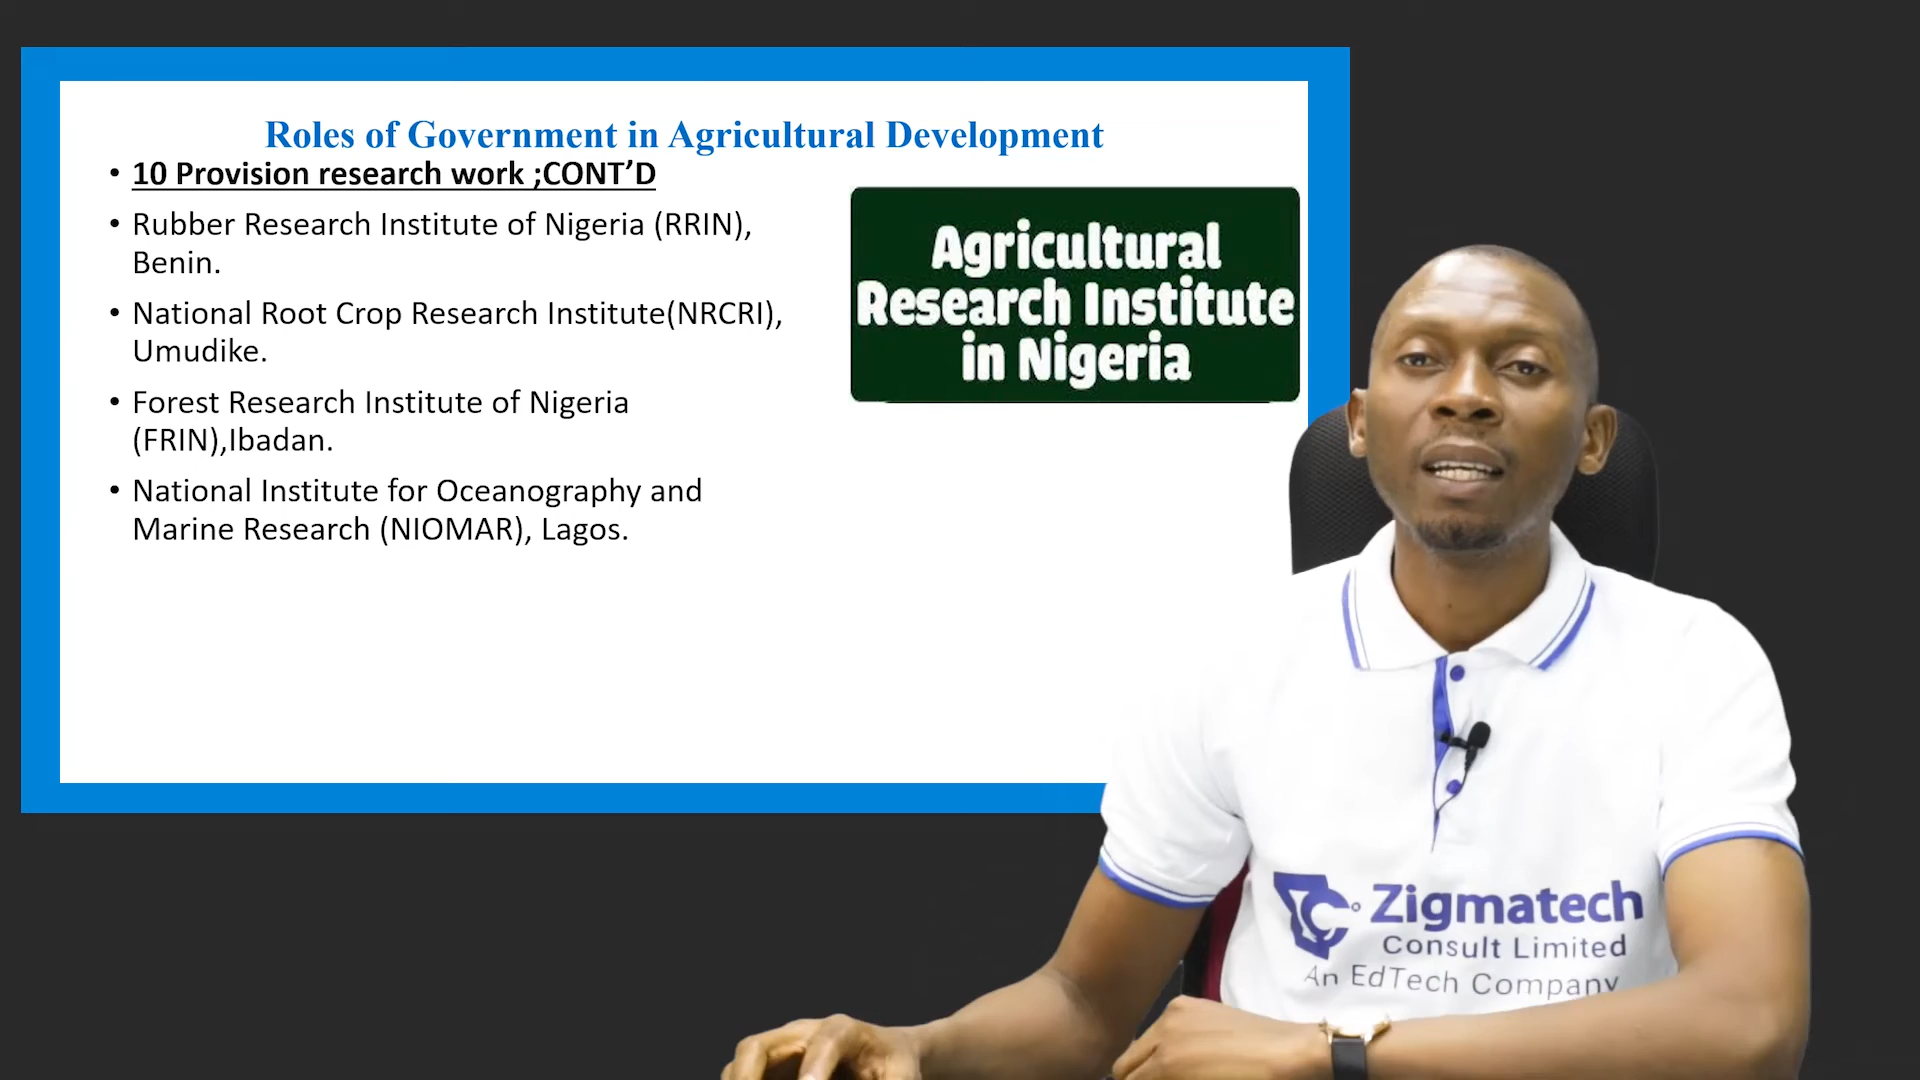 Roles of Government in Agricultural Development
• 10 Provision research work ;CONT’D
• Rubber Research Institute of Nigeria (RRIN),
Benin.
• National Root Crop Research Institute(NRCRI),
Umudike.
• Forest Research Institute of Nigeria
(FRIN),Ibadan.
• National Institute for Oceanography and
Marine Research (NIOMAR), Lagos.
Agricultural
Research Institute
in Nigeria
Zigmatech
Consult Limited
An EdTech Company